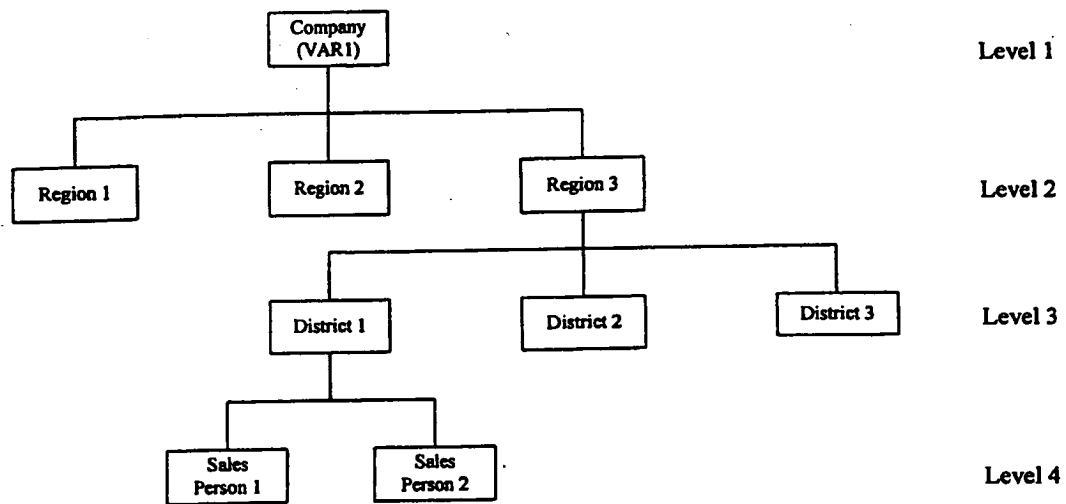 Company
(VAR1)
Level 1
Region 1
Region 2
Region 3
Level 2
District 1
District 2
District 3
Level 3
Sales
Person 1
Sales
Person 2
Level 4